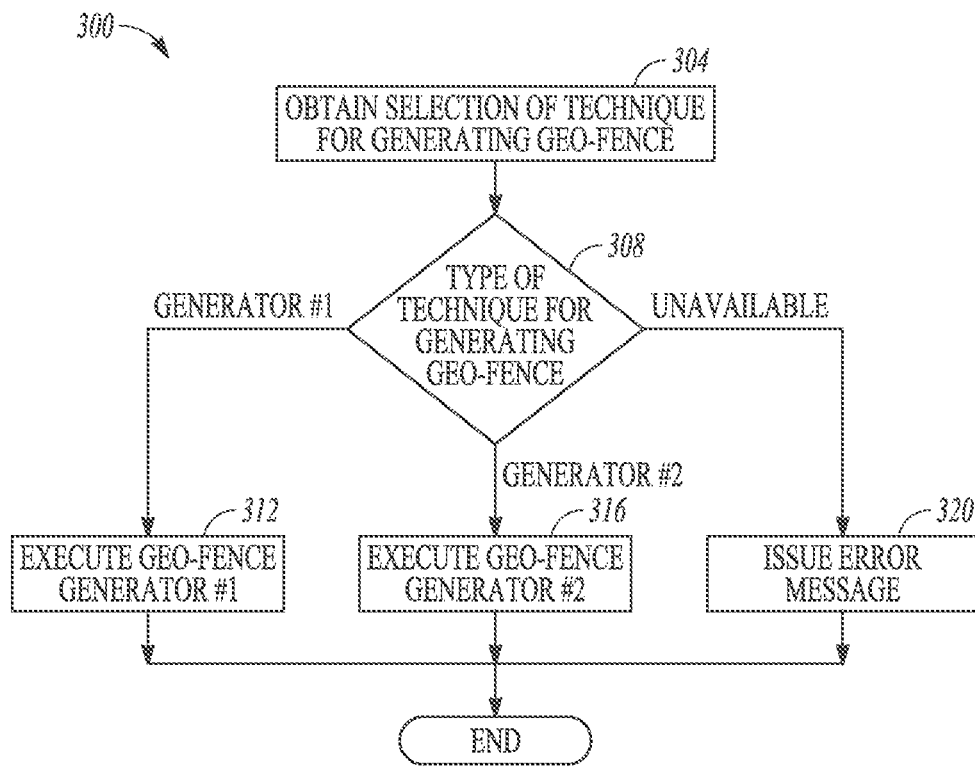 300
304
OBTAIN SELECTION OF TECHNIQUE
FOR GENERATING GEO-FENCE
308
TYPE OF
TECHNIQUE FOR
GENERATING
GEO-FENCE
GENERATOR #1
UNAVAILABLE
GENERATOR #2
312
EXECUTE GEO-FENCE
GENERATOR #1
316
EXECUTE GEO-FENCE
GENERATOR #2
320
ISSUE ERROR
MESSAGE
END